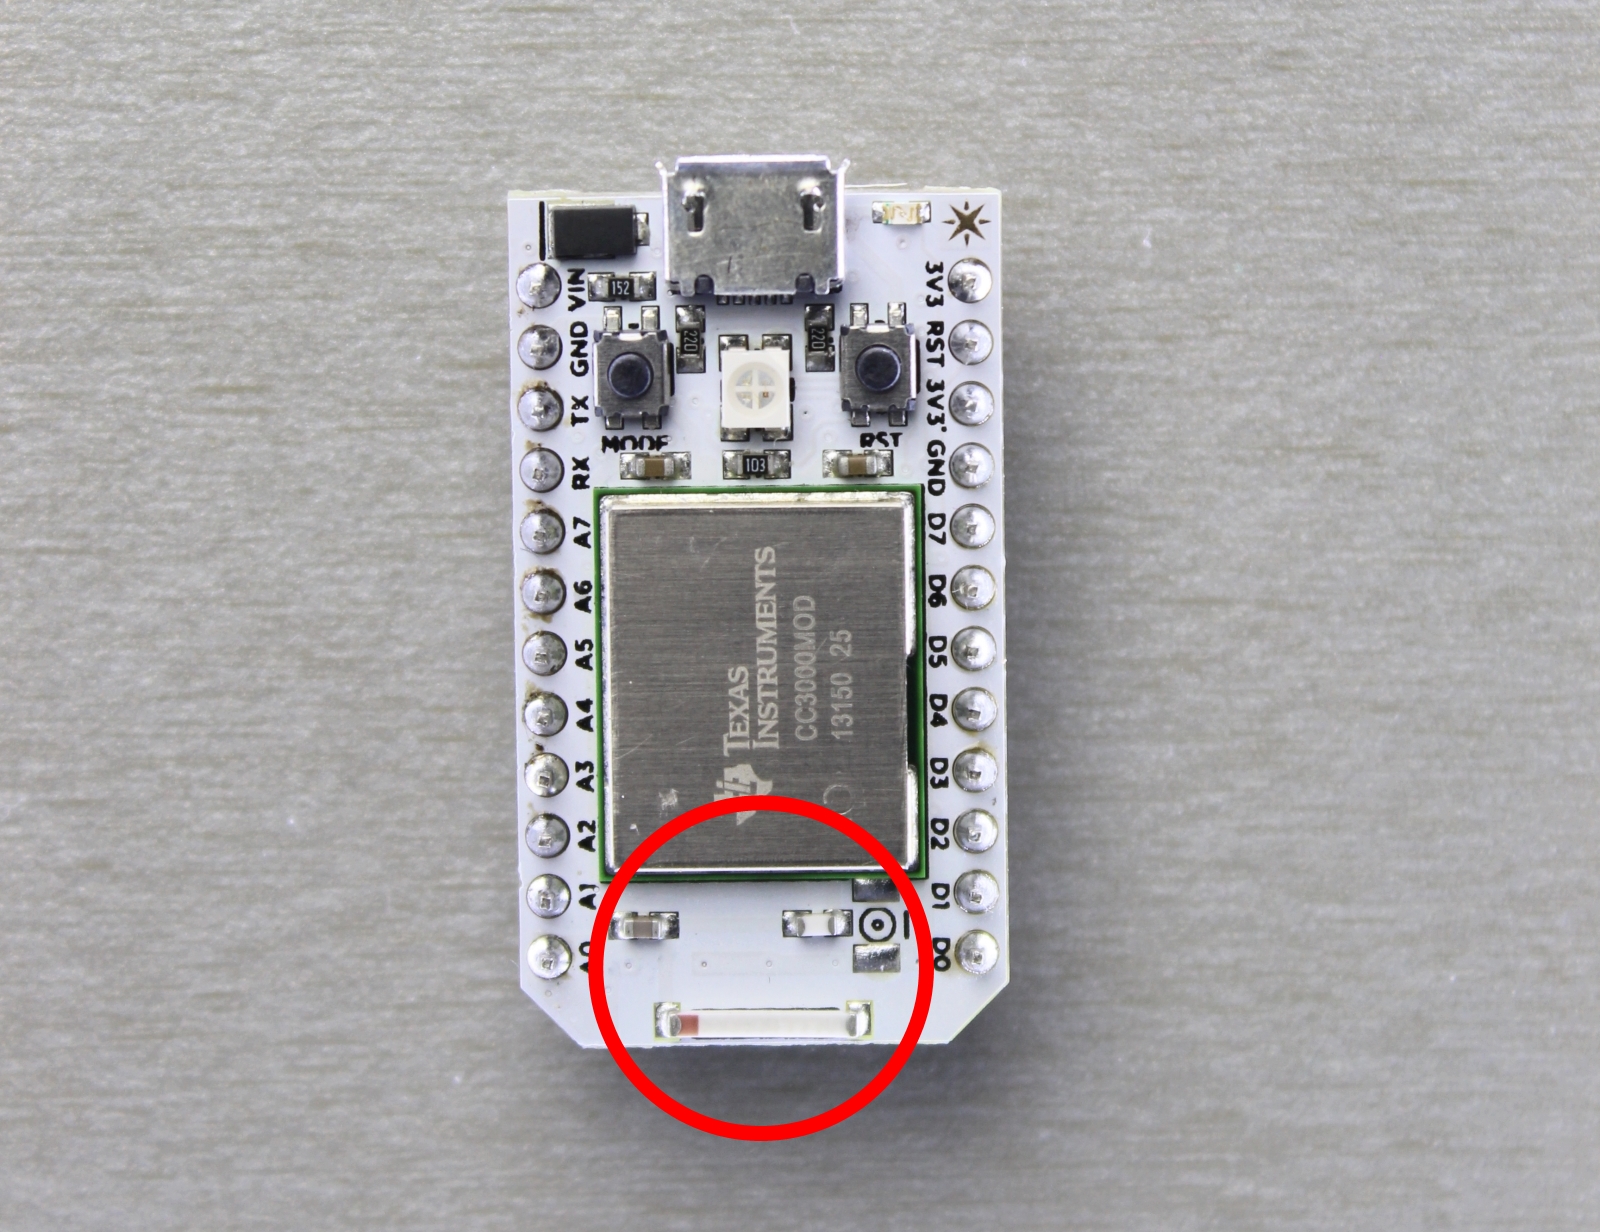 VIN
GND
TX
RX
A7
A6
A5
A4
A3
A2
A1
A0
152
220
220
MODE
RST
103
3V3
RST
3V3*
GND
D7
D6
D5
D4
D3
D2
D1
D0
TEXAS
INSTRUMENTS
CC3000MOD
13150 25